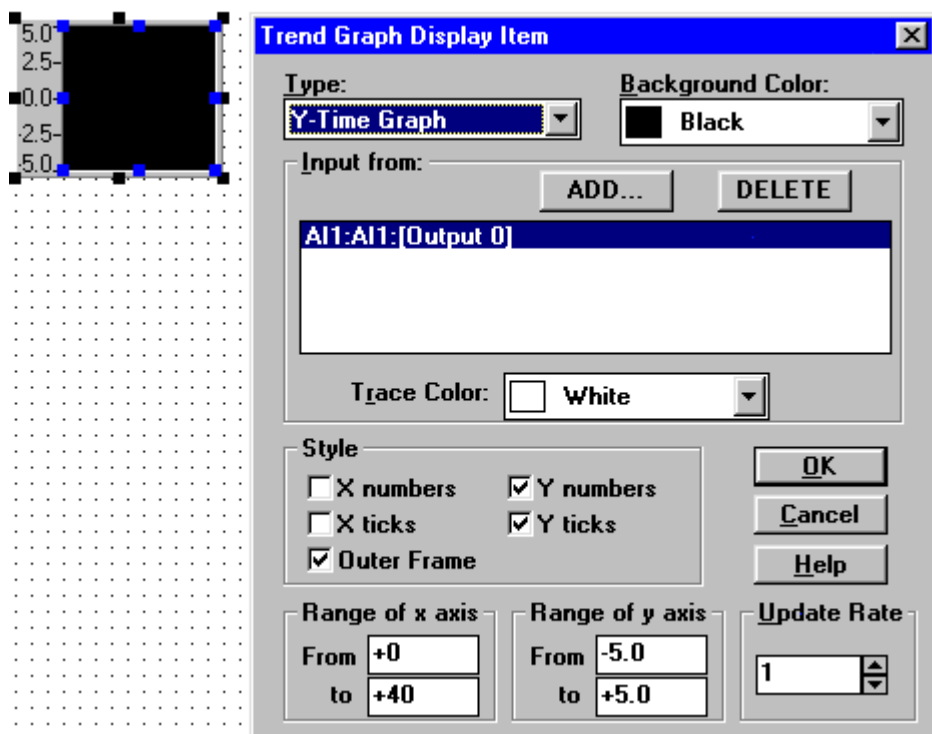 5.0
2.5-
0.0-
-2.5-
-5.0
Trend Graph Display Item
Type:
Y-Time Graph
Background Color:
Black
Input from:
ADD...
DELETE
AI1:AI1:[Output 0]
Trace Color:
White
Style
X numbers
Y numbers
X ticks
Y ticks
Outer Frame
OK
Cancel
Help
Range of x axis
From +0
to +40
Range of y axis
From -5.0
to +5.0
Update Rate
1